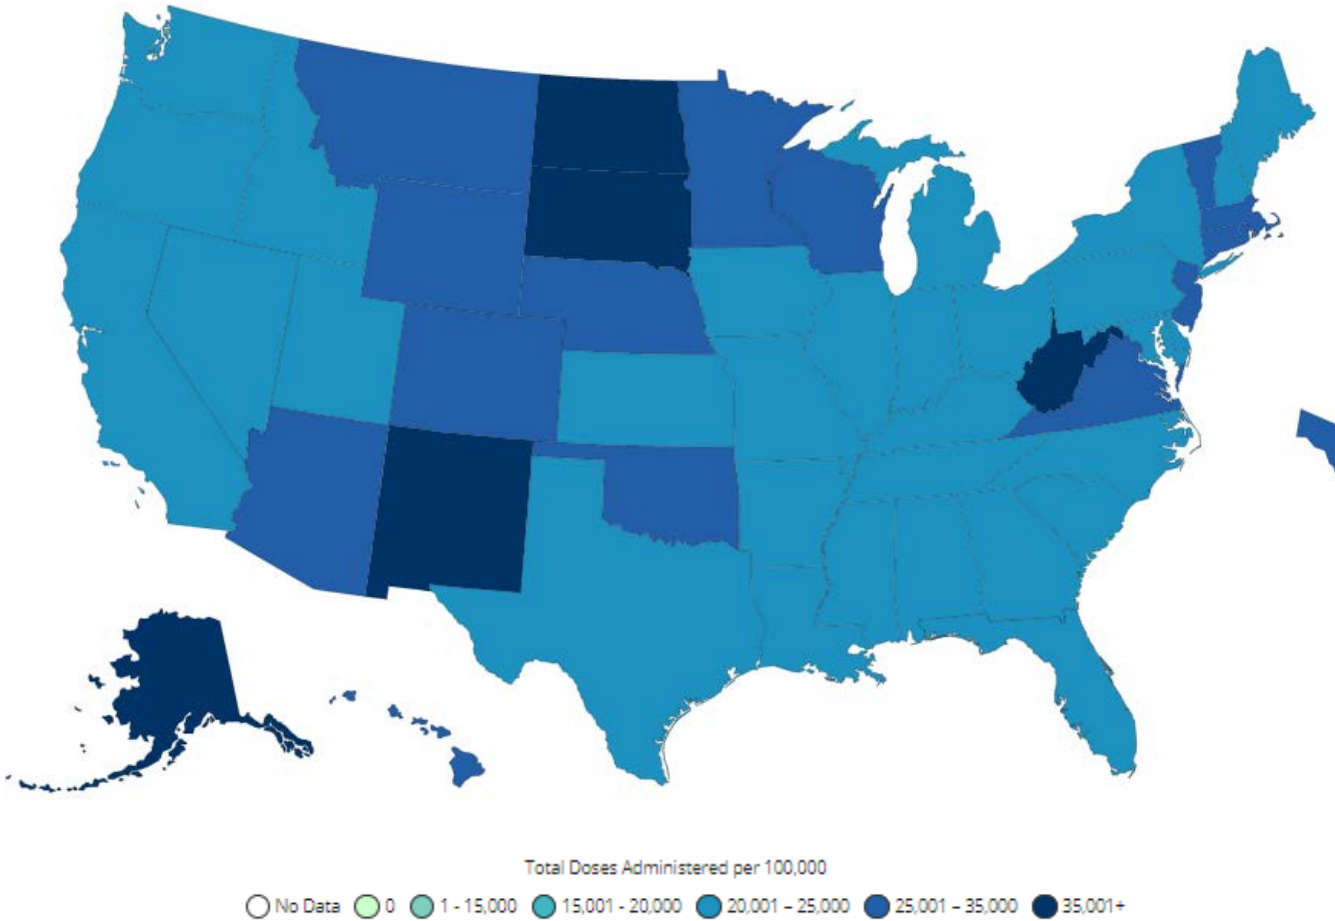 Total Doses Administered per 100,000
No Data 0 1 - 15,000 15,001 - 20,000 20,001 – 25,000 25,001 – 35,000 35,001+